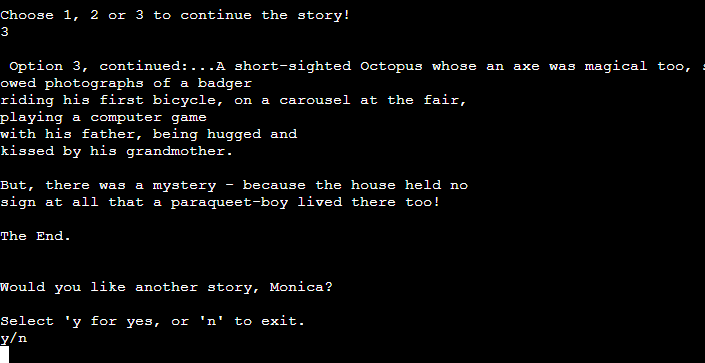 Choose 1, 2 or 3 to continue the story!
3
Option 3, continued:...A short-sighted Octopus whose an axe was magical too, s
owed photographs of a badger
riding his first bicycle, on a carousel at the fair,
playing a computer game
with his father, being hugged and
kissed by his grandmother.
But, there was a mystery - because the house held no
sign at all that a paraqueet-boy lived there too!
The End.
Would you like another story, Monica?
Select 'y for yes, or 'n' to exit.
y/n